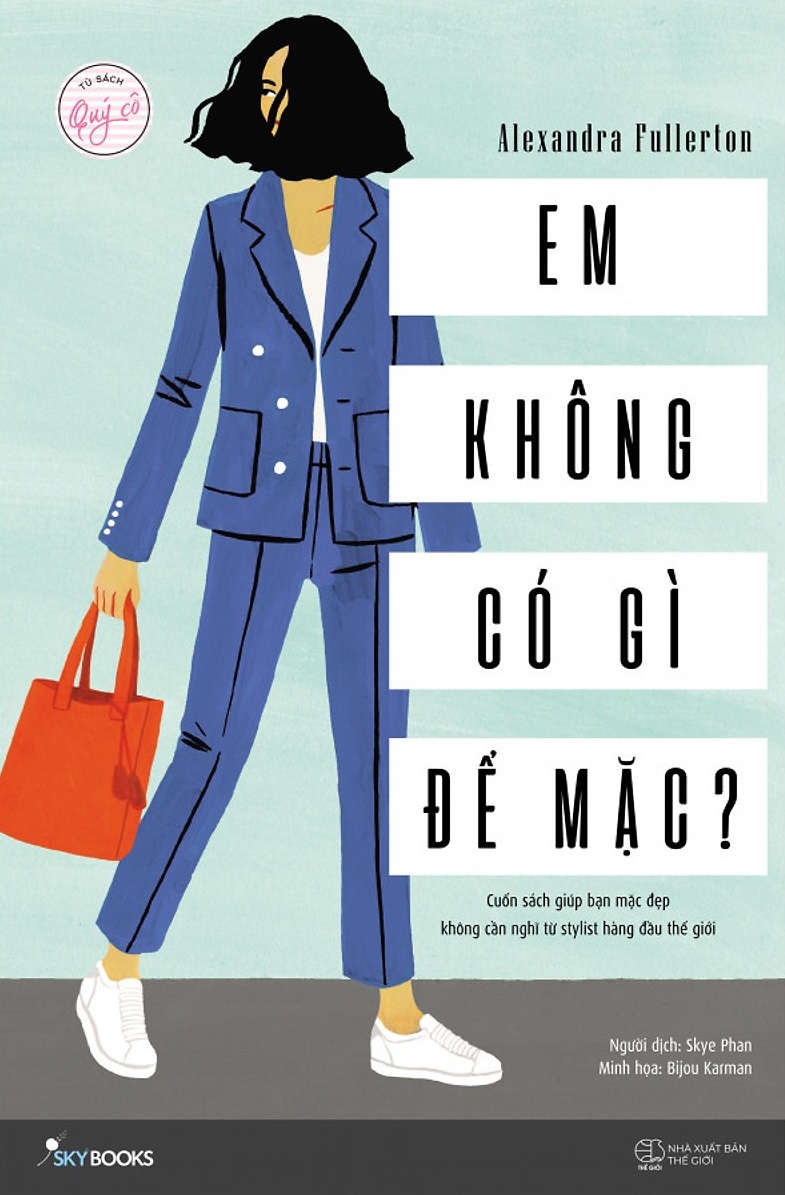 TỦ SÁCH
Quý cô
Alexandra Fullerton
EM
KHÔNG
CÓ GÌ
ĐỂ MẶC?
Cuốn sách giúp bạn mặc đẹp
không cần nghĩ từ stylist hàng đầu thế giới
Người dịch: Skye Phan
Minh họa: Bijou Karman
SKYBOOKS
THẾ GIỚI
NHÀ XUẤT BẢN
THẾ GIỚI